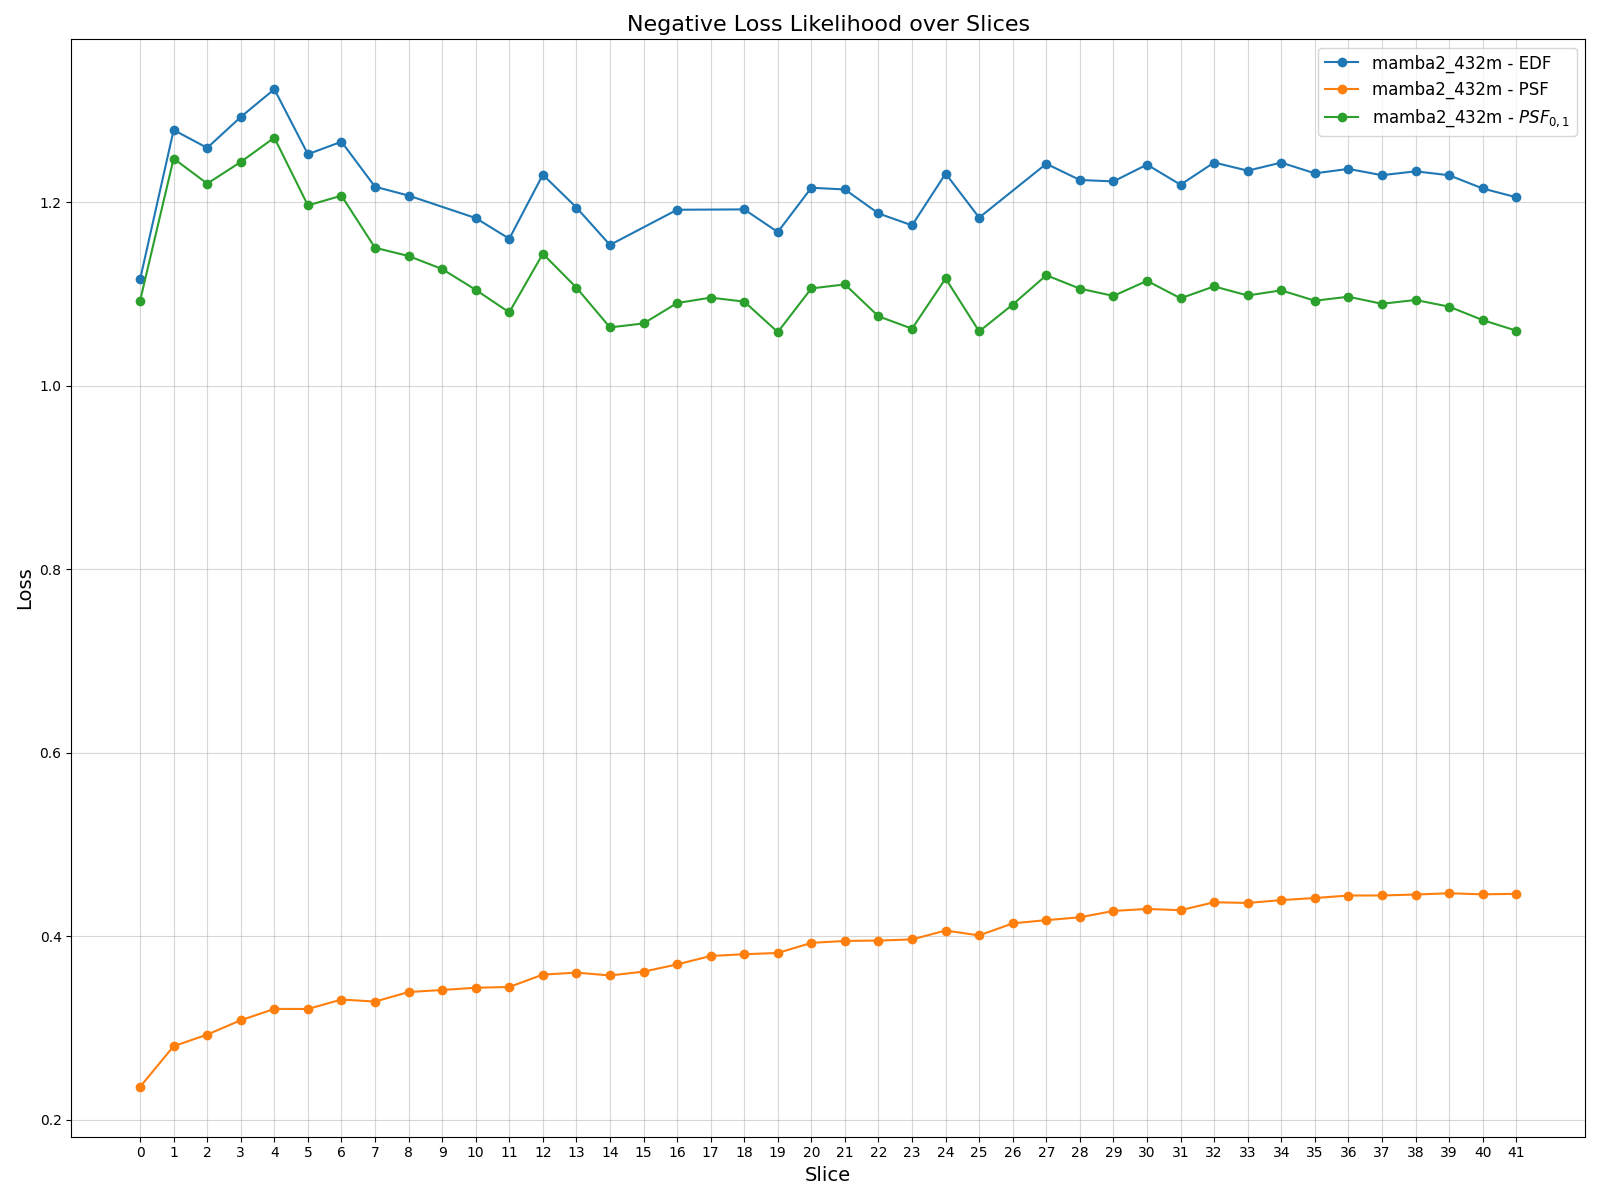 Negative Loss Likelihood over Slices
mamba2_432m - EDF
mamba2_432m - PSF
mamba2_432m - PSF0,1
1.2
1.0
0.8
0.6
0.4
0.2
Loss
0 1 2 3 4 5 6 7 8 9 10 11 12 13 14 15 16 17 18 19 20 21 22 23 24 25 26 27 28 29 30 31 32 33 34 35 36 37 38 39 40 41
Slice